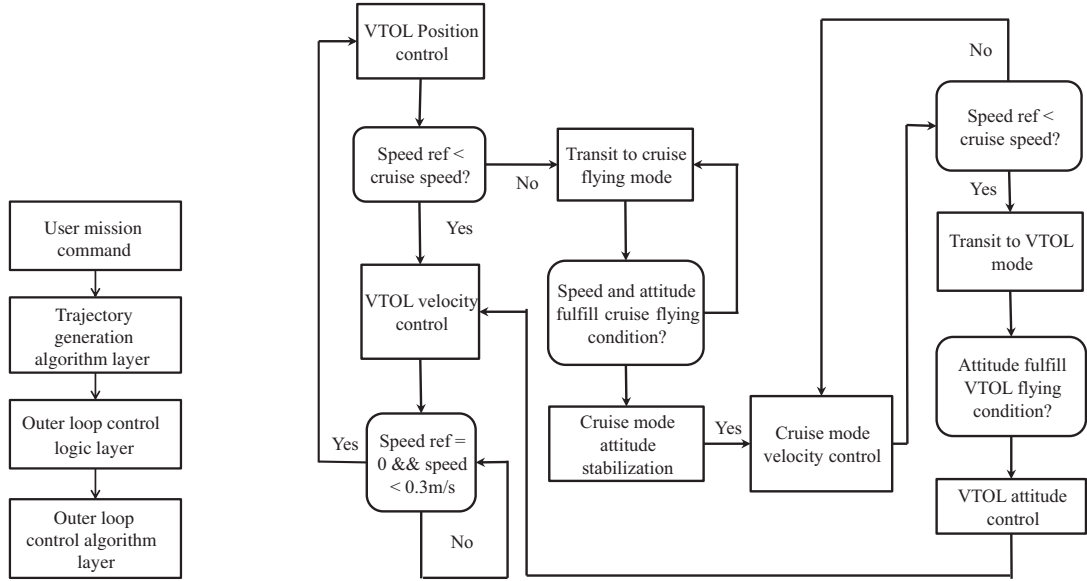 User mission
command
Trajectory
generation
algorithm layer
Outer loop control
logic layer
Outer loop
control algorithm
layer
VTOL Position
control
Speed ref <
cruise speed?
No
Yes
VTOL velocity
control
Yes
Speed ref =
0 && speed
< 0.3m/s
No
Transit to cruise
flying mode
Speed and attitude
fulfill cruise flying
condition?
Cruise mode
attitude
stabilization
Yes
Cruise mode
velocity control
No
Speed ref <
cruise speed?
Yes
Transit to VTOL
mode
Attitude fulfill
VTOL flying
condition?
VTOL attitude
control